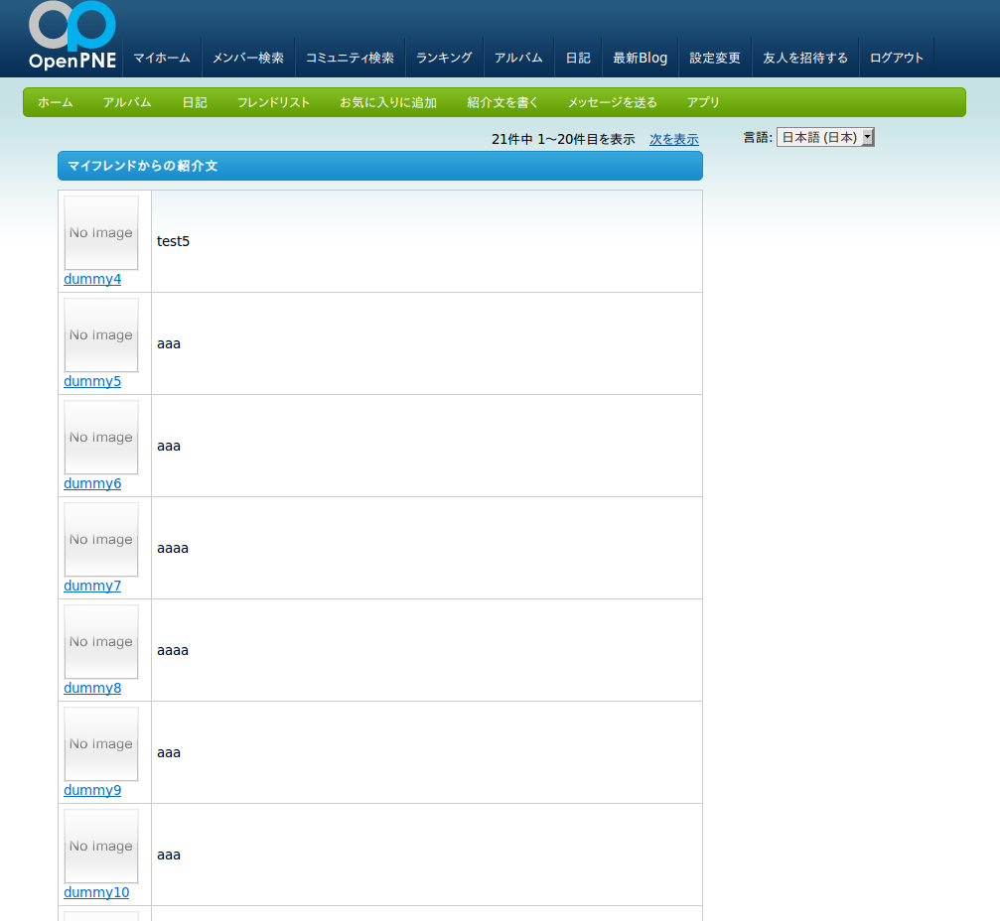 OpenPNE
マイホーム メンバー検索 コミュニティ検索 ランキング アルバム 日記 最新Blog 設定変更 友人を招待する ログアウト
ホーム アルバム 日記 フレンドリスト お気に入りに追加 紹介文を書く メッセージを送る アプリ
21件中 1～20件目を表示 次を表示
言語: 日本語 (日本)
マイフレンドからの紹介文
No Image
test5
dummy4
No Image
aaa
dummy5
No Image
aaa
dummy6
No Image
aaaa
dummy7
No Image
aaaa
dummy8
No Image
aaa
dummy9
No Image
aaa
dummy10